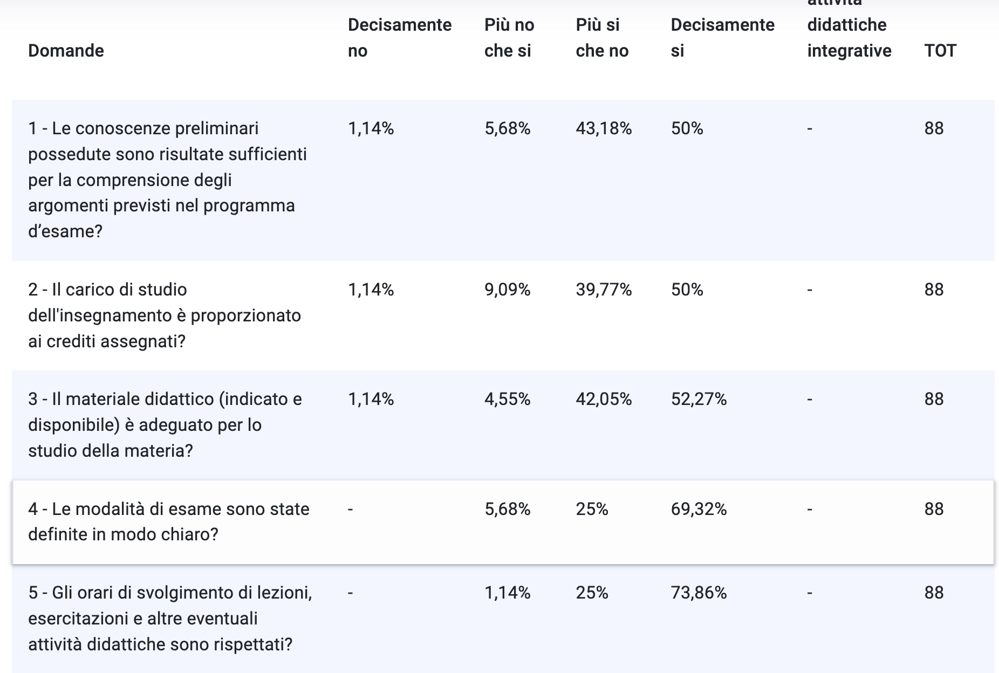 attività
Decisamente Più no Più si Decisamente didattiche
Domande no che si che no si integrative TOT
1 - Le conoscenze preliminari 1,14% 5,68% 43,18% 50% - 88
possedute sono risultate sufficienti
per la comprensione degli
argomenti previsti nel programma
d’esame?
2 - Il carico di studio 1,14% 9,09% 39,77% 50% - 88
dell'insegnamento è proporzionato
ai crediti assegnati?
3 - Il materiale didattico (indicato e 1,14% 4,55% 42,05% 52,27% - 88
disponibile) è adeguato per lo
studio della materia?
4 - Le modalità di esame sono state - 5,68% 25% 69,32% - 88
definite in modo chiaro?
5 - Gli orari di svolgimento di lezioni, - 1,14% 25% 73,86% - 88
esercitazioni e altre eventuali
attività didattiche sono rispettati?